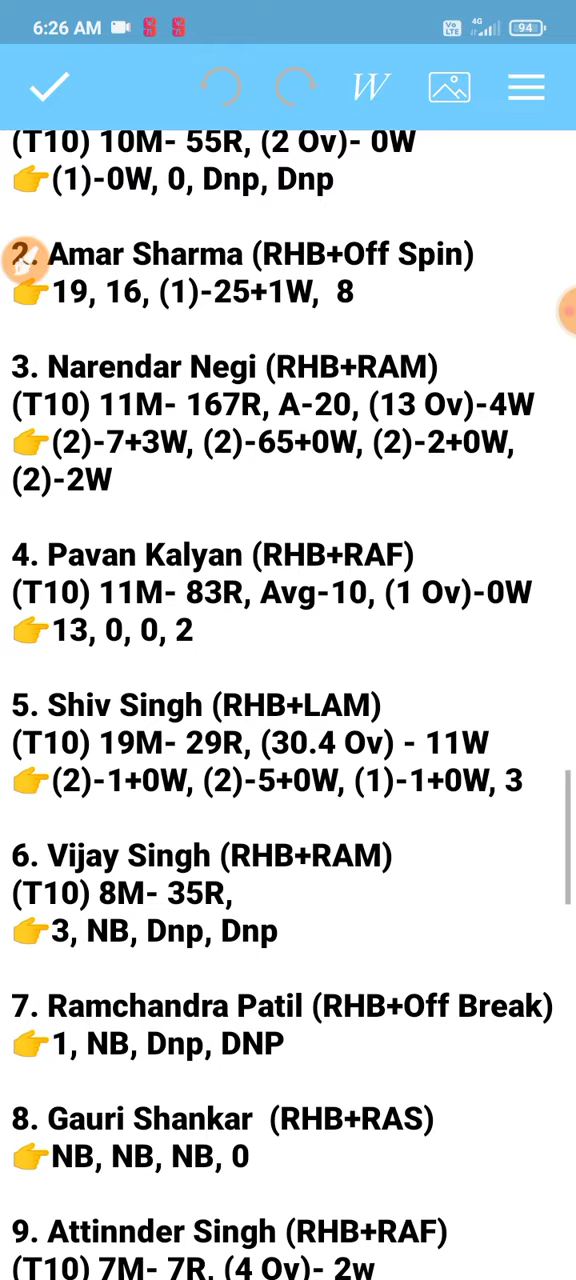 6:26 AM
Vo LTE 4G 94
W
(T10) 10M- 55R, (2 Ov)- 0W
👉(1)-0W, 0, Dnp, Dnp
2. Amar Sharma (RHB+Off Spin)
👉19, 16, (1)-25+1W, 8
3. Narendar Negi (RHB+RAM)
(T10) 11M- 167R, A-20, (13 Ov)-4W
👉(2)-7+3W, (2)-65+0W, (2)-2+0W,
(2)-2W
4. Pavan Kalyan (RHB+RAF)
(T10) 11M- 83R, Avg-10, (1 Ov)-0W
👉13, 0, 0, 2
5. Shiv Singh (RHB+LAM)
(T10) 19M- 29R, (30.4 Ov) - 11W
👉(2)-1+0W, (2)-5+0W, (1)-1+0W, 3
6. Vijay Singh (RHB+RAM)
(T10) 8M- 35R,
👉3, NB, Dnp, Dnp
7. Ramchandra Patil (RHB+Off Break)
👉1, NB, Dnp, DNP
8. Gauri Shankar (RHB+RAS)
👉NB, NB, NB, 0
9. Attinnder Singh (RHB+RAF)
(T10) 7M- 7R, (4 Ov)- 2w